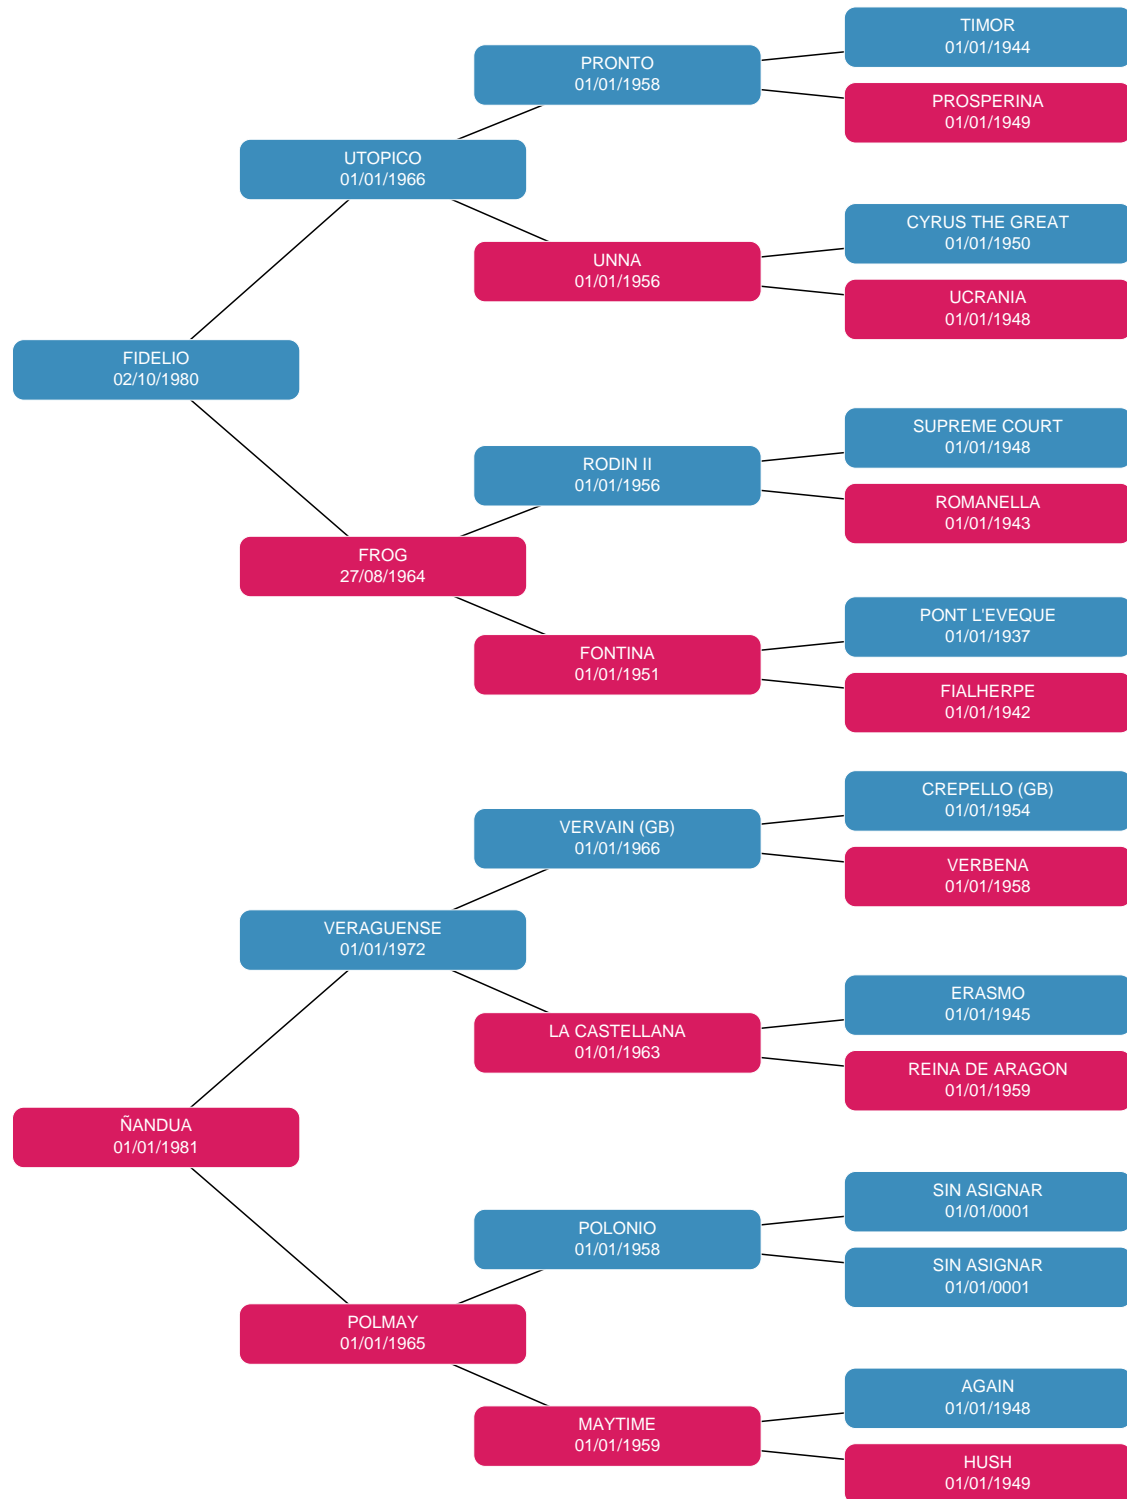 TIMOR
01/01/1944
PRONTO
01/01/1958
PROSPERINA
01/01/1949
UTOPICO
01/01/1966
CYRUS THE GREAT
01/01/1950
UNNA
01/01/1956
UCRANIA
01/01/1948
FIDELIO
02/10/1980
SUPREME COURT
01/01/1948
RODIN II
01/01/1956
ROMANELLA
01/01/1943
FROG
27/08/1964
PONT L'EVEQUE
01/01/1937
FONTINA
01/01/1951
FIALHERPE
01/01/1942
CREPELLO (GB)
01/01/1954
VERVAIN (GB)
01/01/1966
VERBENA
01/01/1958
VERAGUENSE
01/01/1972
ERASMO
01/01/1945
LA CASTELLANA
01/01/1963
REINA DE ARAGON
01/01/1959
ÑANDUA
01/01/1981
SIN ASIGNAR
01/01/0001
POLONIO
01/01/1958
SIN ASIGNAR
01/01/0001
POLMAY
01/01/1965
AGAIN
01/01/1948
MAYTIME
01/01/1959
HUSH
01/01/1949